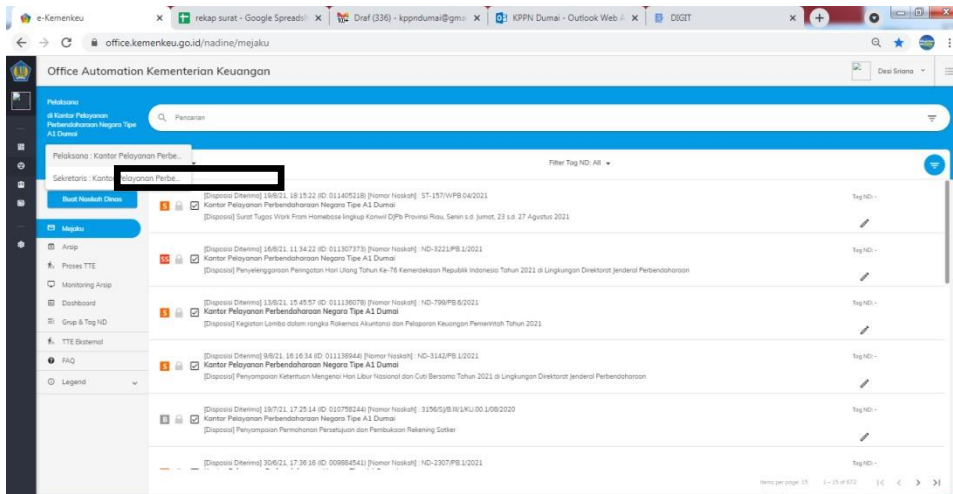 e-Kemenkeu
rekap surat - Google Spreadsh
Draf (336) - kppndumai@gma
KPPN Dumai - Outlook Web A
DIGIT
office.kemenkeu.go.id/nadine/mejaku
Office Automation Kementerian Keuangan
Desi Sriana
Pelaksana
di Kantor Pelayanan
Perbendaharaan Negara Tipe
A1 Dumai
Pencarian
Pelaksana : Kantor Pelayanan Perbe...
Filter Tag ND: All
Sekretaris : Kantor Pelayanan Perbe...
Buat Naskah Dinas
Mejaku
Arsip
Proses TTE
Monitoring Arsip
Dashboard
Grup & Tag ND
TTE Eksternal
FAQ
Legend
[Disposisi Diterima] 19/8/21, 18:15:22 (ID: 011405218) [Nomor Naskah] : ST-157/WPB.04/2021
Tag ND: -
S Kantor Pelayanan Perbendaharaan Negara Tipe A1 Dumai
[Disposisi] Surat Tugas Work From Homebase lingkup Kanwil DJPb Provinsi Riau, Senin s.d. Jumat, 23 s.d. 27 Agustus 2021
[Disposisi Diterima] 16/8/21, 11:34:22 (ID: 011307373) [Nomor Naskah] : ND-3221/PB.1/2021
Tag ND: -
SS Kantor Pelayanan Perbendaharaan Negara Tipe A1 Dumai
[Disposisi] Penyelenggaraan Peringatan Hari Ulang Tahun Ke-76 Kemerdekaan Republik Indonesia Tahun 2021 di Lingkungan Direktorat Jenderal Perbendaharaan
[Disposisi Diterima] 13/8/21, 15:45:57 (ID: 011136078) [Nomor Naskah] : ND-799/PB.6/2021
Tag ND: -
S Kantor Pelayanan Perbendaharaan Negara Tipe A1 Dumai
[Disposisi] Kegiatan Lomba dalam rangka Rakernas Akuntansi dan Pelaporan Keuangan Pemerintah Tahun 2021
[Disposisi Diterima] 9/8/21, 16:16:34 (ID: 011138944) [Nomor Naskah] : ND-3142/PB.1/2021
Tag ND: -
S Kantor Pelayanan Perbendaharaan Negara Tipe A1 Dumai
[Disposisi] Penyampaian Ketentuan Mengenai Hari Libur Nasional dan Cuti Bersama Tahun 2021 di Lingkungan Direktorat Jenderal Perbendaharaan
[Disposisi Diterima] 19/7/21, 17:25:14 (ID: 010758244) [Nomor Naskah] : 3156/SJ/B.III/1/KU.00.1/08/2020
Tag ND: -
B Kantor Pelayanan Perbendaharaan Negara Tipe A1 Dumai
[Disposisi] Penyampaian Permohonan Persetujuan dan Pembukaan Rekening Satker
[Disposisi Diterima] 30/6/21, 17:36:16 (ID: 009884541) [Nomor Naskah] : ND-2307/PB.1/2021
Tag ND: -
Items per page: 15 1 – 15 of 672